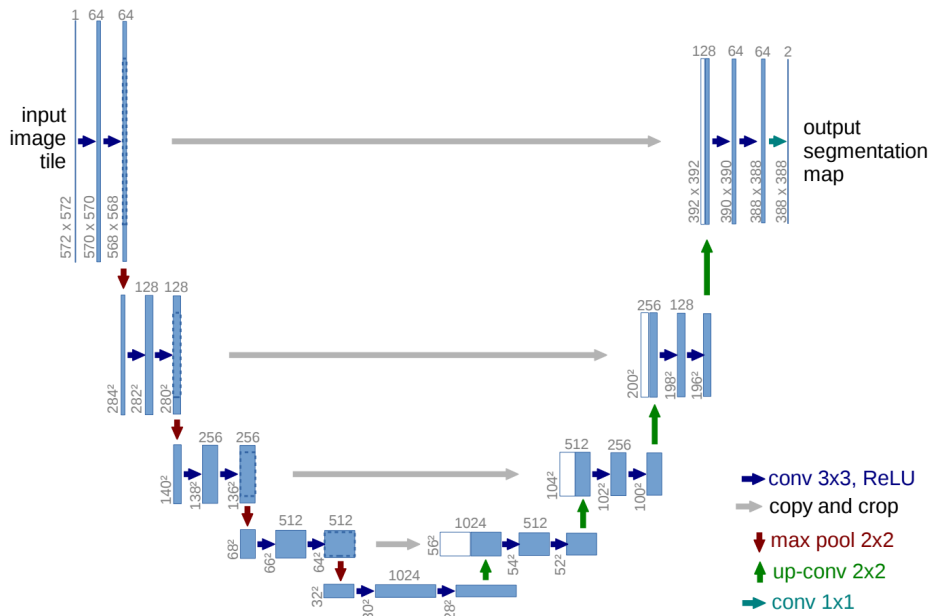 1 64 64
128 64 64 2
input
image
tile
output
segmentation
map
572 x 572
570 x 570
568 x 568
392 x 392
390 x 390
388 x 388
388 x 388
128 128
256 128
284²
282²
280²
200²
198²
196²
256 256
512 256
140²
138²
136²
104²
102²
100²
512 512
1024 512
68²
66²
64²
56²
54²
52²
1024
32²
conv 3x3, ReLU
copy and crop
max pool 2x2
up-conv 2x2
conv 1x1